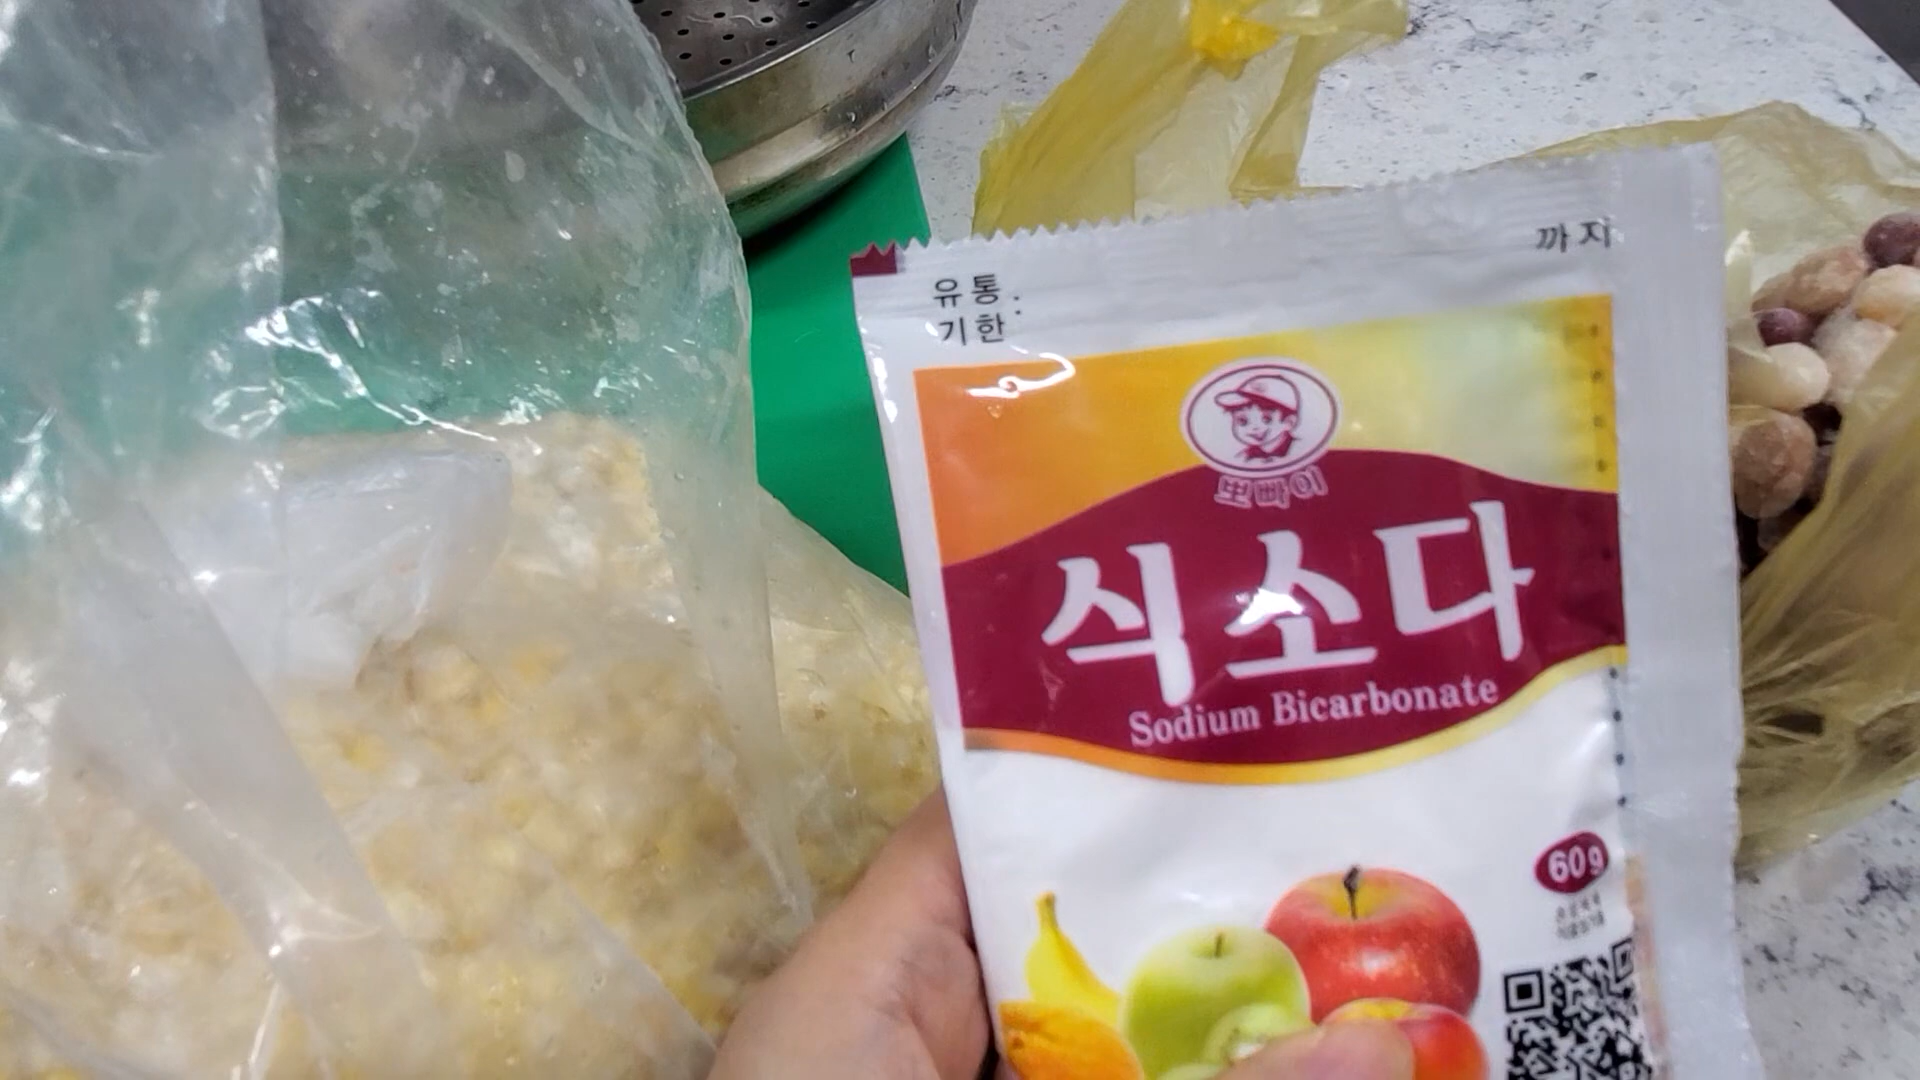 유통
기한 :
까지
뽀빠이
식소다
Sodium Bicarbonate
60g